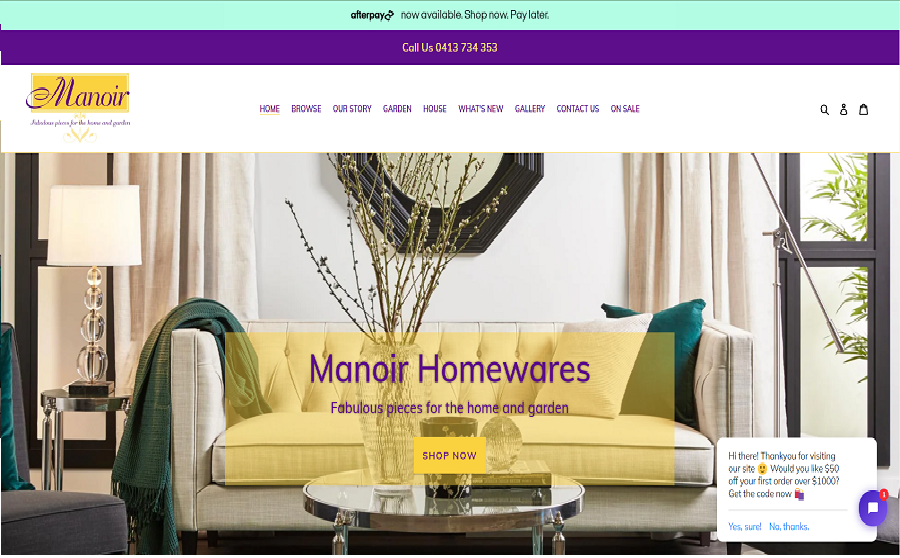 afterpay now available. Shop now. Pay later.
Call Us 0413 734 353
Manoir
Fabulous pieces for the home and garden
HOME BROWSE OUR STORY GARDEN HOUSE WHAT'S NEW GALLERY CONTACT US ON SALE
Manoir Homewares
Fabulous pieces for the home and garden
SHOP NOW
Hi there! Thankyou for visiting
our site 😃 Would you like $50
off your first order over $1000?
Get the code now 🛍️
Yes, sure! No, thanks.
1